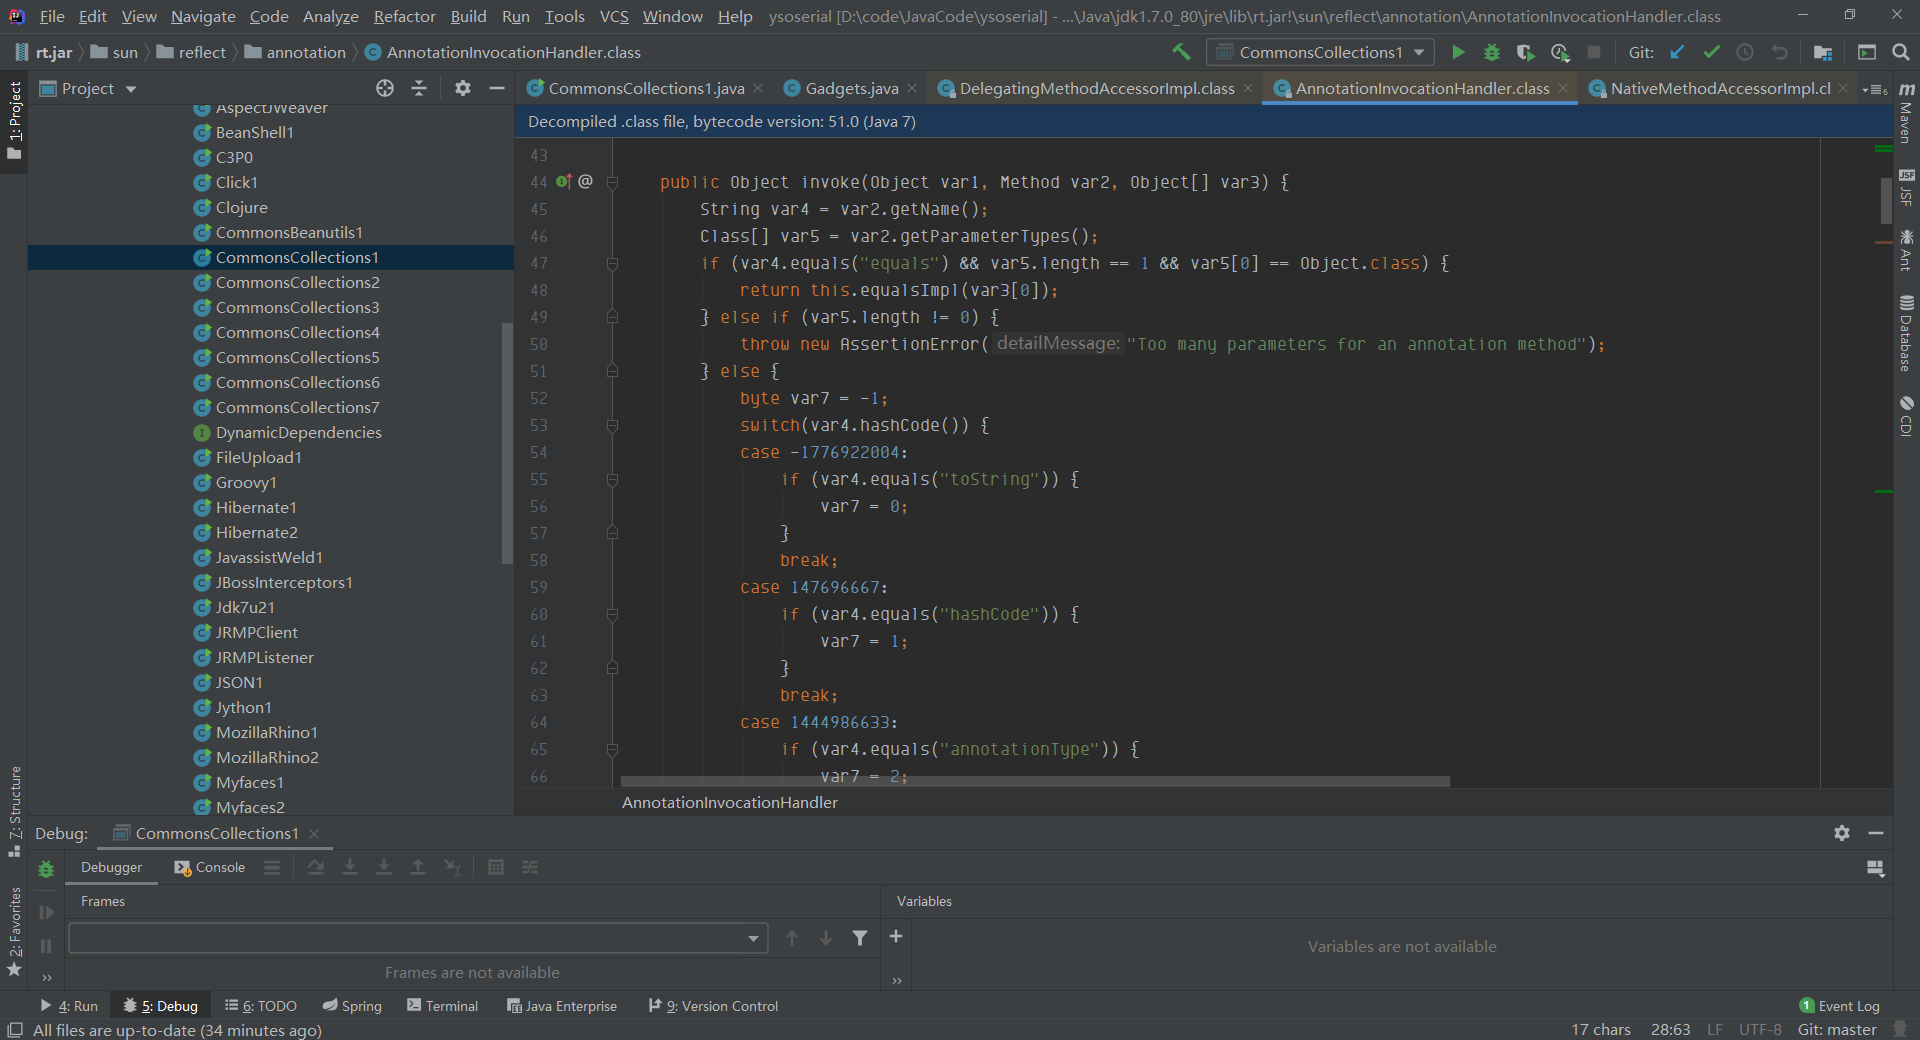 File Edit View Navigate Code Analyze Refactor Build Run Tools VCS Window Help ysoserial [D:\code\JavaCode\ysoserial] - ...\Java\jdk1.7.0_80\jre\lib\rt.jar!\sun\reflect\annotation\AnnotationInvocationHandler.class
rt.jar sun reflect annotation AnnotationInvocationHandler.class CommonsCollections1 Git:
1: Project
7: Structure
2: Favorites
Project
AspectJWeaver
BeanShell1
C3P0
Click1
Clojure
CommonsBeanutils1
CommonsCollections1
CommonsCollections2
CommonsCollections3
CommonsCollections4
CommonsCollections5
CommonsCollections6
CommonsCollections7
DynamicDependencies
FileUpload1
Groovy1
Hibernate1
Hibernate2
JavassistWeld1
JBossInterceptors1
Jdk7u21
JRMPClient
JRMPListener
JSON1
Jython1
MozillaRhino1
MozillaRhino2
Myfaces1
Myfaces2
CommonsCollections1.java Gadgets.java DelegatingMethodAccessorImpl.class AnnotationInvocationHandler.class NativeMethodAccessorImpl.cl
Decompiled .class file, bytecode version: 51.0 (Java 7)
43
44 @ public Object invoke(Object var1, Method var2, Object[] var3) {
45 String var4 = var2.getName();
46 Class[] var5 = var2.getParameterTypes();
47 if (var4.equals("equals") && var5.length == 1 && var5[0] == Object.class) {
48 return this.equalsImpl(var3[0]);
49 } else if (var5.length != 0) {
50 throw new AssertionError( detailMessage: "Too many parameters for an annotation method");
51 } else {
52 byte var7 = -1;
53 switch(var4.hashCode()) {
54 case -1776922004:
55 if (var4.equals("toString")) {
56 var7 = 0;
57 }
58 break;
59 case 147696667:
60 if (var4.equals("hashCode")) {
61 var7 = 1;
62 }
63 break;
64 case 1444986633:
65 if (var4.equals("annotationType")) {
66 var7 = 2;
AnnotationInvocationHandler
Maven
JSF
Ant
Database
CDI
Debug: CommonsCollections1
Debugger Console
Frames
Variables
Frames are not available
Variables are not available
4: Run 5: Debug 6: TODO Spring Terminal Java Enterprise 9: Version Control 1 Event Log
All files are up-to-date (34 minutes ago) 17 chars 28:63 LF UTF-8 Git: master